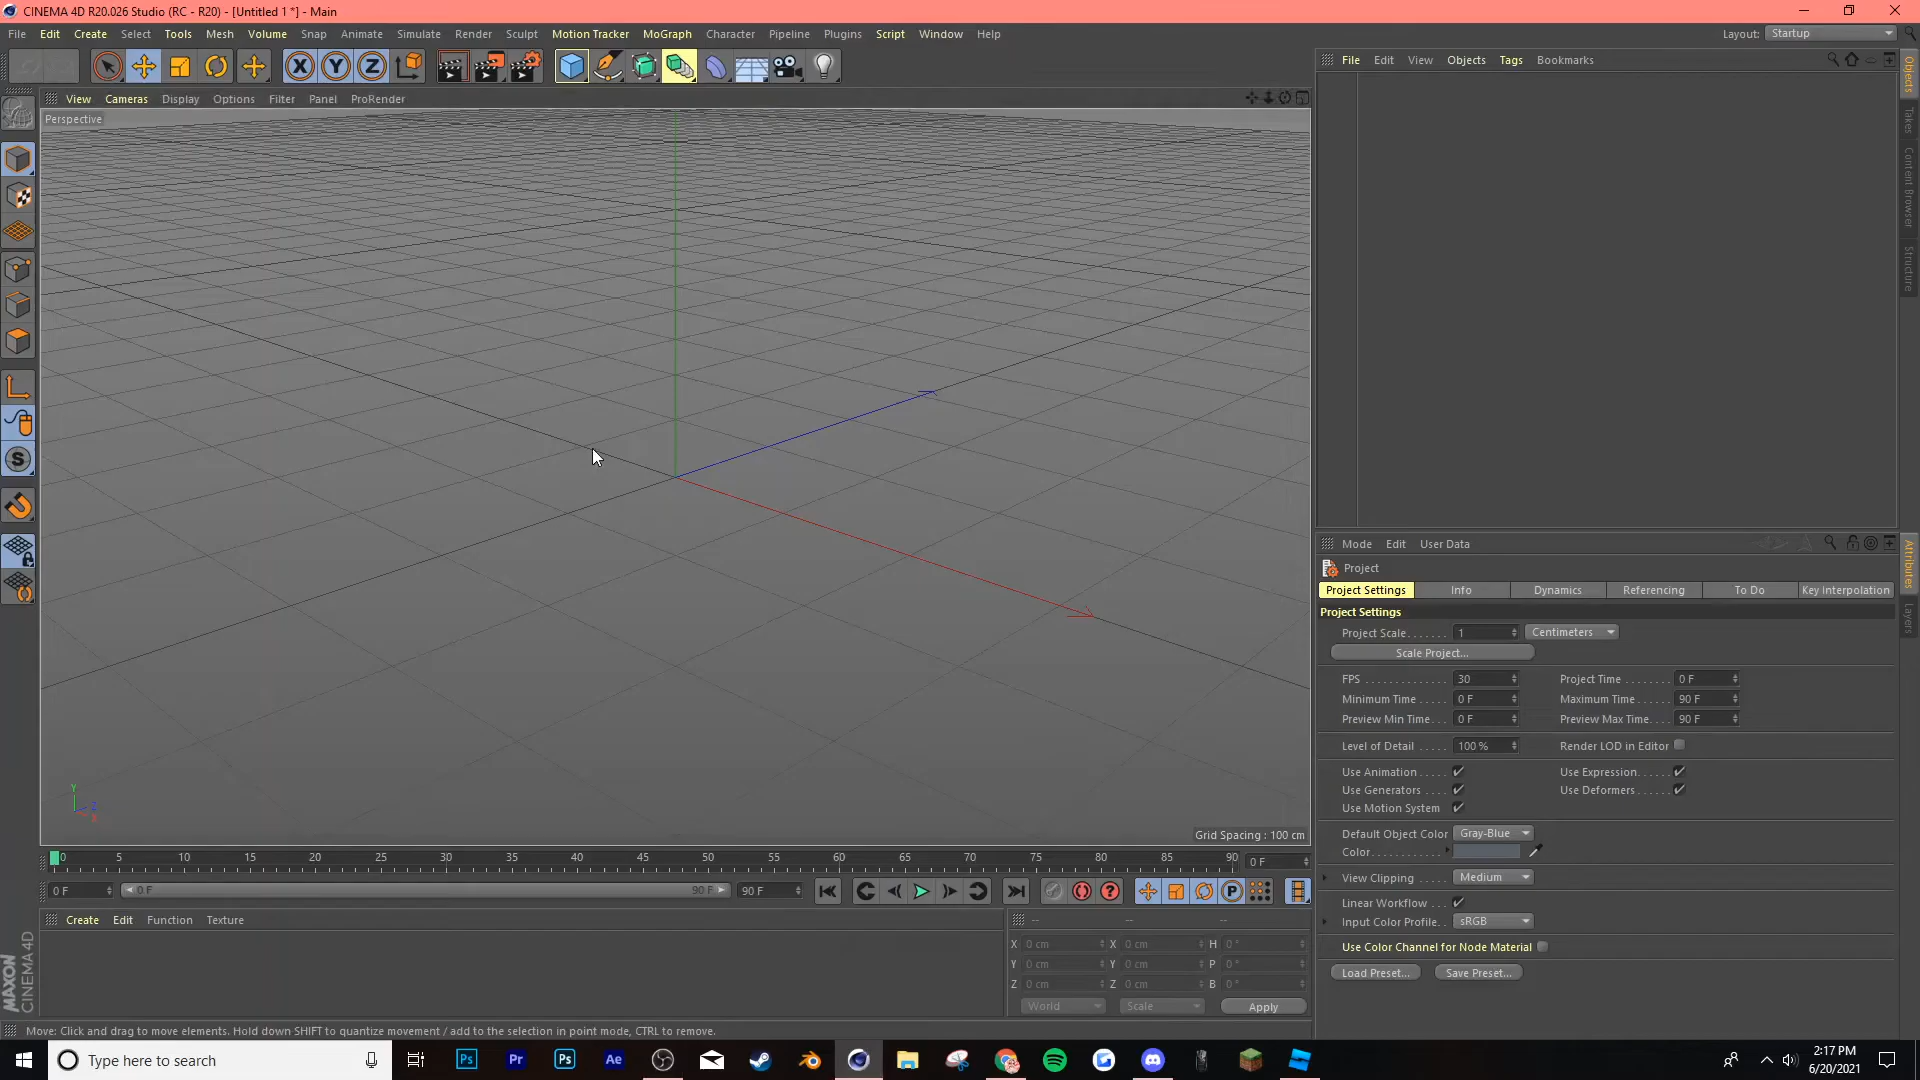 CINEMA 4D R20.026 Studio (RC - R20) - [Untitled 1 *] - Main
File Edit Create Select Tools Mesh Volume Snap Animate Simulate Render Sculpt Motion Tracker MoGraph Character Pipeline Plugins Script Window Help Layout: Startup
X Y Z
File Edit View Objects Tags Bookmarks
View Cameras Display Options Filter Panel ProRender
Perspective
Objects
Takes
Content Browser
Structure
Mode Edit User Data
Project
Project Settings Info Dynamics Referencing To Do Key Interpolation
Project Settings
Project Scale....... 1 Centimeters
Scale Project...
FPS .............. 30 Project Time ........ 0 F
Minimum Time ..... 0 F Maximum Time ..... 90 F
Preview Min Time... 0 F Preview Max Time.... 90 F
Level of Detail ..... 100 % Render LOD in Editor
Use Animation ..... Use Expression.......
Use Generators .... Use Deformers ......
Use Motion System
Default Object Color Gray-Blue
Color............
View Clipping ....... Medium
Linear Workflow ...
Input Color Profile.. sRGB
Use Color Channel for Node Material
Load Preset... Save Preset...
Attributes
Layers
S
Y
Z
X
Grid Spacing : 100 cm
0 5 10 15 20 25 30 35 40 45 50 55 60 65 70 75 80 85 90 0 F
0 F 0 F 90 F 90 F
P
Create Edit Function Texture
-- -- --
X 0 cm X 0 cm H 0 °
Y 0 cm Y 0 cm P 0 °
Z 0 cm Z 0 cm B 0 °
World Scale Apply
MAXON
CINEMA 4D
Move: Click and drag to move elements. Hold down SHIFT to quantize movement / add to the selection in point mode, CTRL to remove.
Type here to search
Ps Pr Ps Ae
2:17 PM
6/20/2021